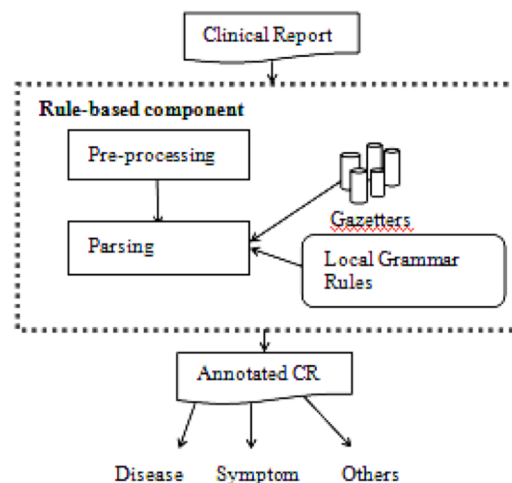 Clinical Report
Rule-based component
Pre-processing
Gazetters
Parsing
Local Grammar
Rules
Annotated CR
Disease Symptom Others